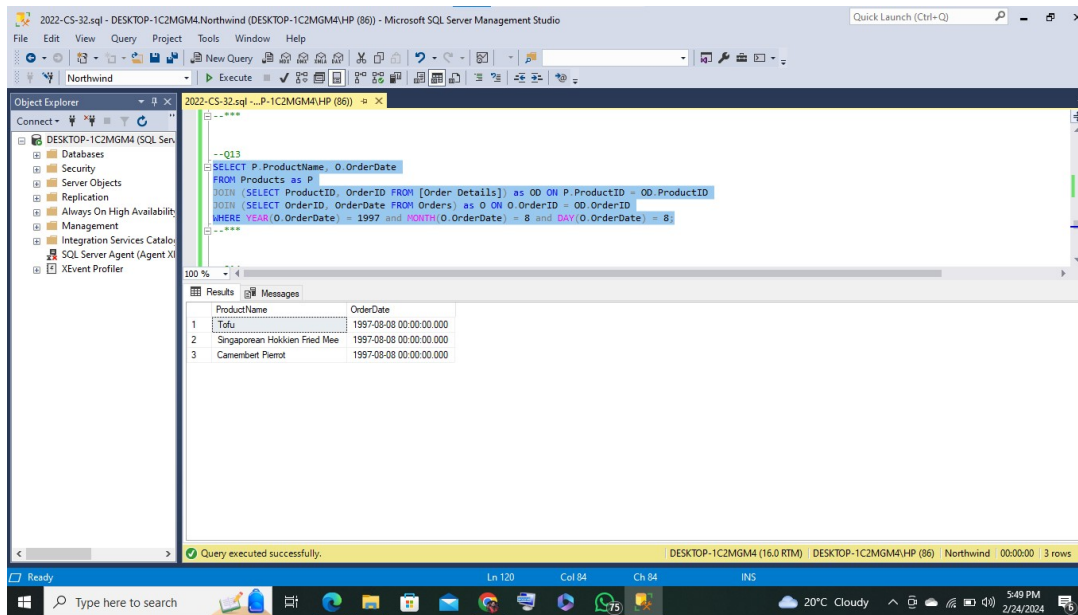 2022-CS-32.sql - DESKTOP-1C2MGM4.Northwind (DESKTOP-1C2MGM4\HP (86)) - Microsoft SQL Server Management Studio
Quick Launch (Ctrl+Q)
File Edit View Query Project Tools Window Help
New Query
Northwind
Execute
Object Explorer
2022-CS-32.sql -...P-1C2MGM4\HP (86))
Connect
DESKTOP-1C2MGM4 (SQL Serv
Databases
Security
Server Objects
Replication
Always On High Availability
Management
Integration Services Catalo
SQL Server Agent (Agent XI
XEvent Profiler
--***
--Q13
SELECT P.ProductName, O.OrderDate
FROM Products as P
JOIN (SELECT ProductID, OrderID FROM [Order Details]) as OD ON P.ProductID = OD.ProductID
JOIN (SELECT OrderID, OrderDate FROM Orders) as O ON O.OrderID = OD.OrderID
WHERE YEAR(O.OrderDate) = 1997 and MONTH(O.OrderDate) = 8 and DAY(O.OrderDate) = 8;
--***
100 %
Results Messages
ProductName OrderDate
1 Tofu 1997-08-08 00:00:00.000
2 Singaporean Hokkien Fried Mee 1997-08-08 00:00:00.000
3 Camembert Pierrot 1997-08-08 00:00:00.000
Query executed successfully.
DESKTOP-1C2MGM4 (16.0 RTM) DESKTOP-1C2MGM4\HP (86) Northwind 00:00:00 3 rows
Ready Ln 120 Col 84 Ch 84 INS
Type here to search
75
20°C Cloudy
5:49 PM
2/24/2024
6